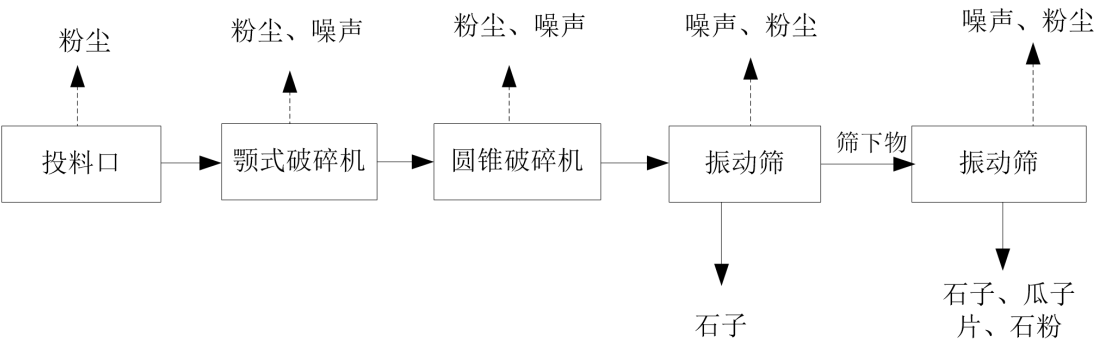 粉尘
粉尘、噪声
粉尘、噪声
噪声、粉尘
噪声、粉尘
投料口
颚式破碎机
圆锥破碎机
振动筛
筛下物
振动筛
石子
石子、瓜子
片、石粉